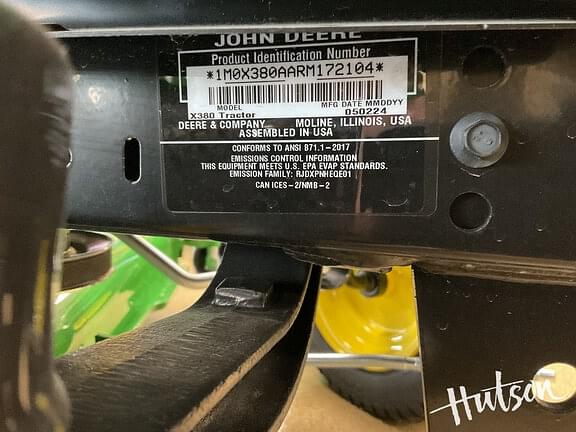 JOHN DEERE
Product Identification Number
*1M0X380AARM172104*
MODEL MFG DATE MMDDYY
X380 Tractor 050224
DEERE & COMPANY MOLINE, ILLINOIS, USA
ASSEMBLED IN USA
CONFORMS TO ANSI B71.1-2017
EMISSIONS CONTROL INFORMATION
THIS EQUIPMENT MEETS U.S. EPA EVAP STANDARDS.
EMISSION FAMILY: RJDXPNHEQE01
CAN ICES-2/NMB-2
Hutson